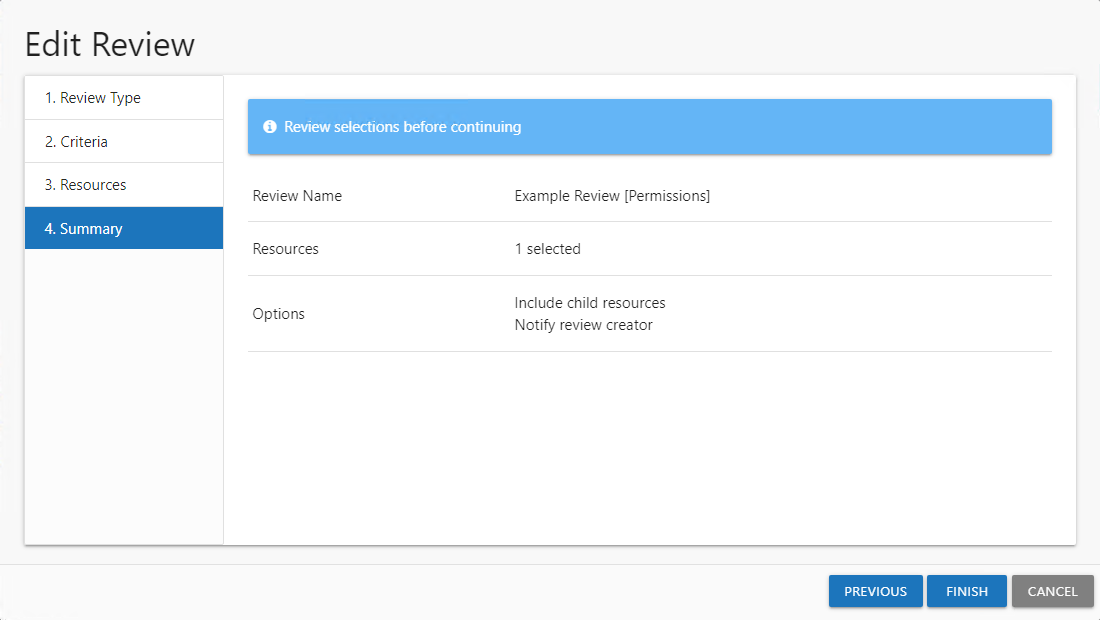 Edit Review
1. Review Type
2. Criteria
3. Resources
4. Summary
Review selections before continuing
Review Name Example Review [Permissions]
Resources 1 selected
Options Include child resources
Notify review creator
PREVIOUS FINISH CANCEL